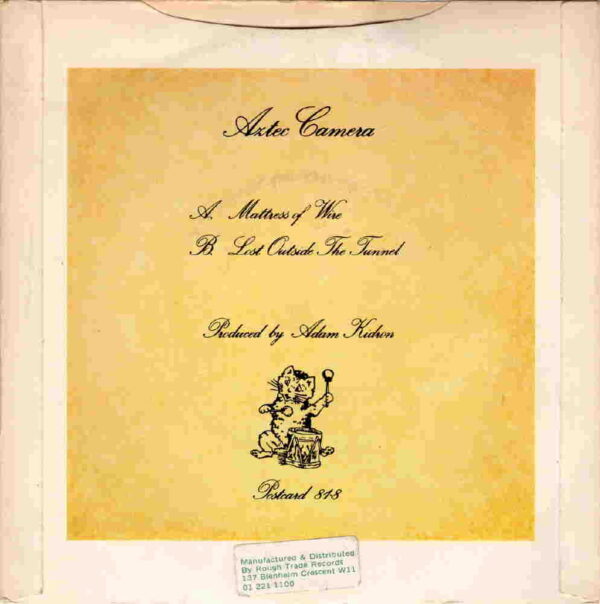 Aztec Camera
A. Mattress of Wire
B. Lost Outside The Tunnel
Produced by Adam Kidron
Postcard 81-8
Manufactured & Distributed
By Rough Trade Records
137 Blenheim Crescent W11
01 221 1100